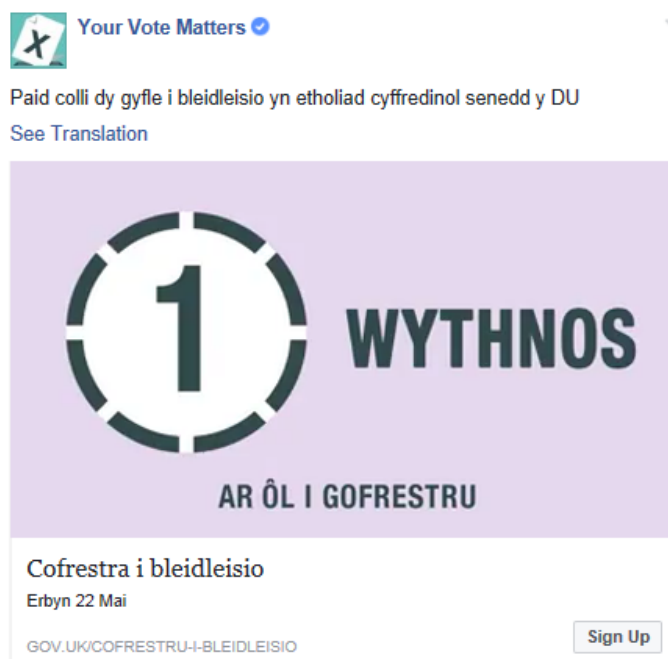 Your Vote Matters
Paid colli dy gyfle i bleidleisio yn etholiad cyffredinol senedd y DU
See Translation
1 WYTHNOS
AR ÔL I GOFRESTRU
Cofrestra i bleidleisio
Erbyn 22 Mai
GOV.UK/COFRESTRU-I-BLEIDLEISIO
Sign Up